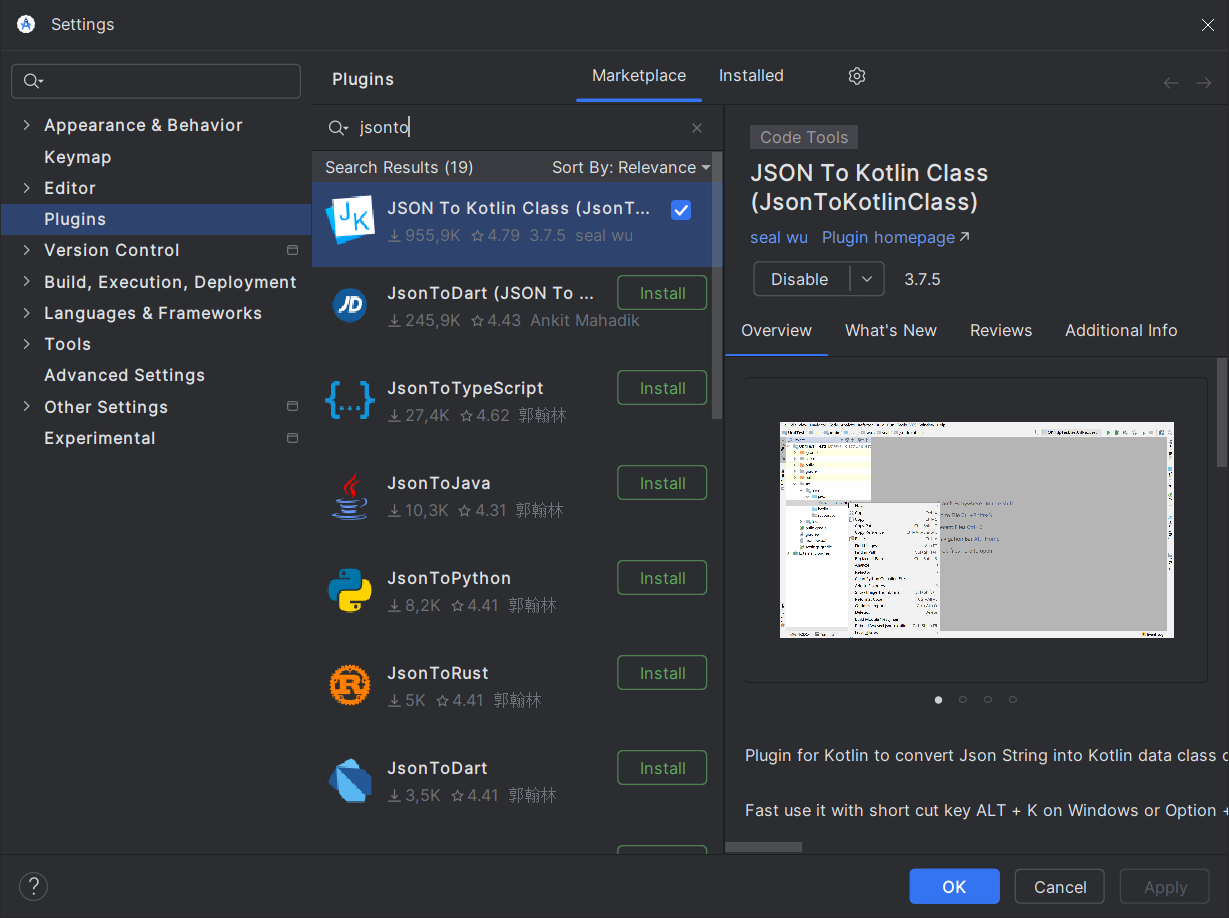 Settings
Plugins
Marketplace
Installed
Appearance & Behavior
Keymap
Editor
Plugins
Version Control
Build, Execution, Deployment
Languages & Frameworks
Tools
Advanced Settings
Other Settings
Experimental
jsonto
Search Results (19) Sort By: Relevance
JK
JSON To Kotlin Class (JsonT...
955,9K 4.79 3.7.5 seal wu
JD
JsonToDart (JSON To ... Install
245,9K 4.43 Ankit Mahadik
{...}
JsonToTypeScript Install
27,4K 4.62 郭翰林
JsonToJava Install
10,3K 4.31 郭翰林
JsonToPython Install
8,2K 4.41 郭翰林
R
JsonToRust Install
5K 4.41 郭翰林
JsonToDart Install
3,5K 4.41 郭翰林
Code Tools
JSON To Kotlin Class
(JsonToKotlinClass)
seal wu Plugin homepage
Disable 3.7.5
Overview What's New Reviews Additional Info
Plugin for Kotlin to convert Json String into Kotlin data class
Fast use it with short cut key ALT + K on Windows or Option +
? OK Cancel Apply